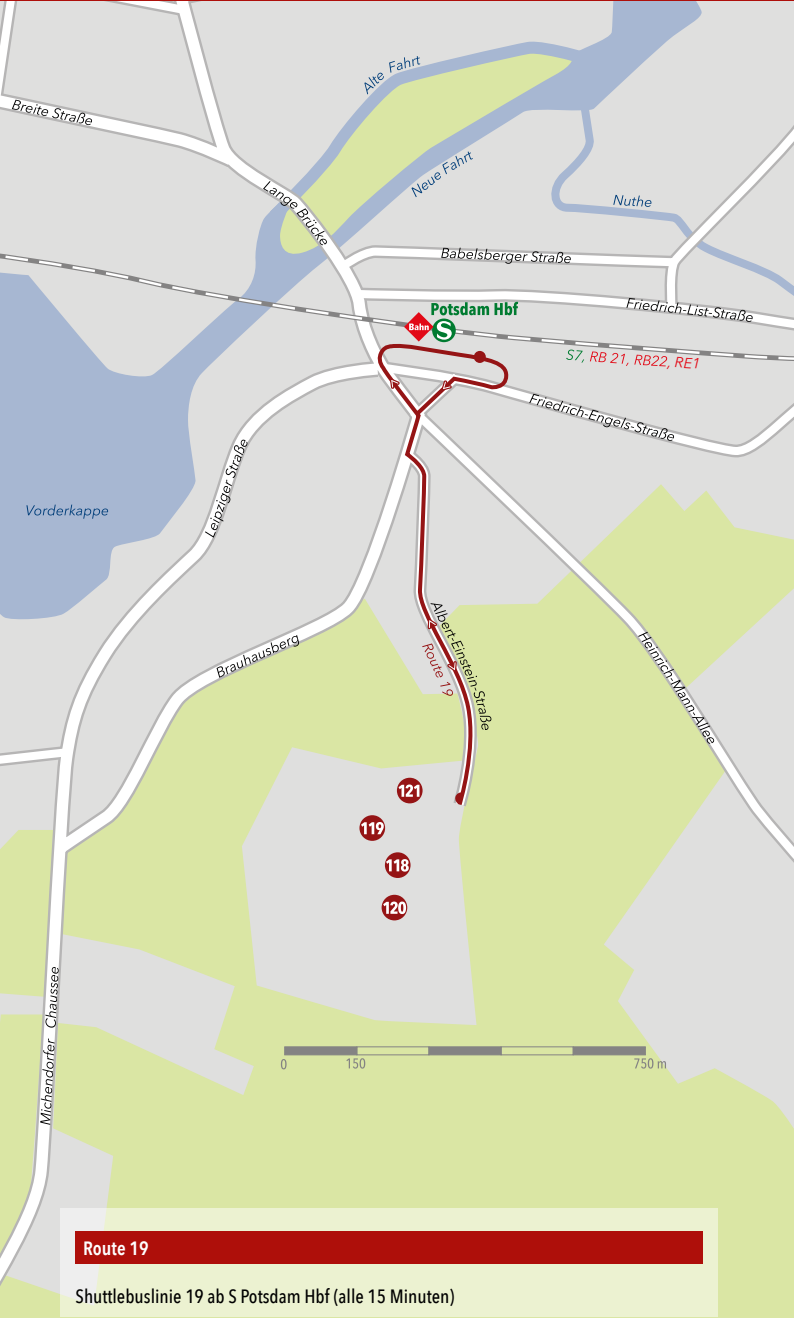 Alte Fahrt
Breite Straße
Neue Fahrt
Lange Brücke
Nuthe
Babelsberger Straße
Potsdam Hbf
Friedrich-List-Straße
Bahn
S
S7, RB 21, RB22, RE1
Friedrich-Engels-Straße
Leipziger Straße
Vorderkappe
Albert-Einstein-Straße
Route 19
Brauhausberg
Heinrich-Mann-Allee
121
119
118
120
Michendorfer Chaussee
0 150 750 m
Route 19
Shuttlebuslinie 19 ab S Potsdam Hbf (alle 15 Minuten)